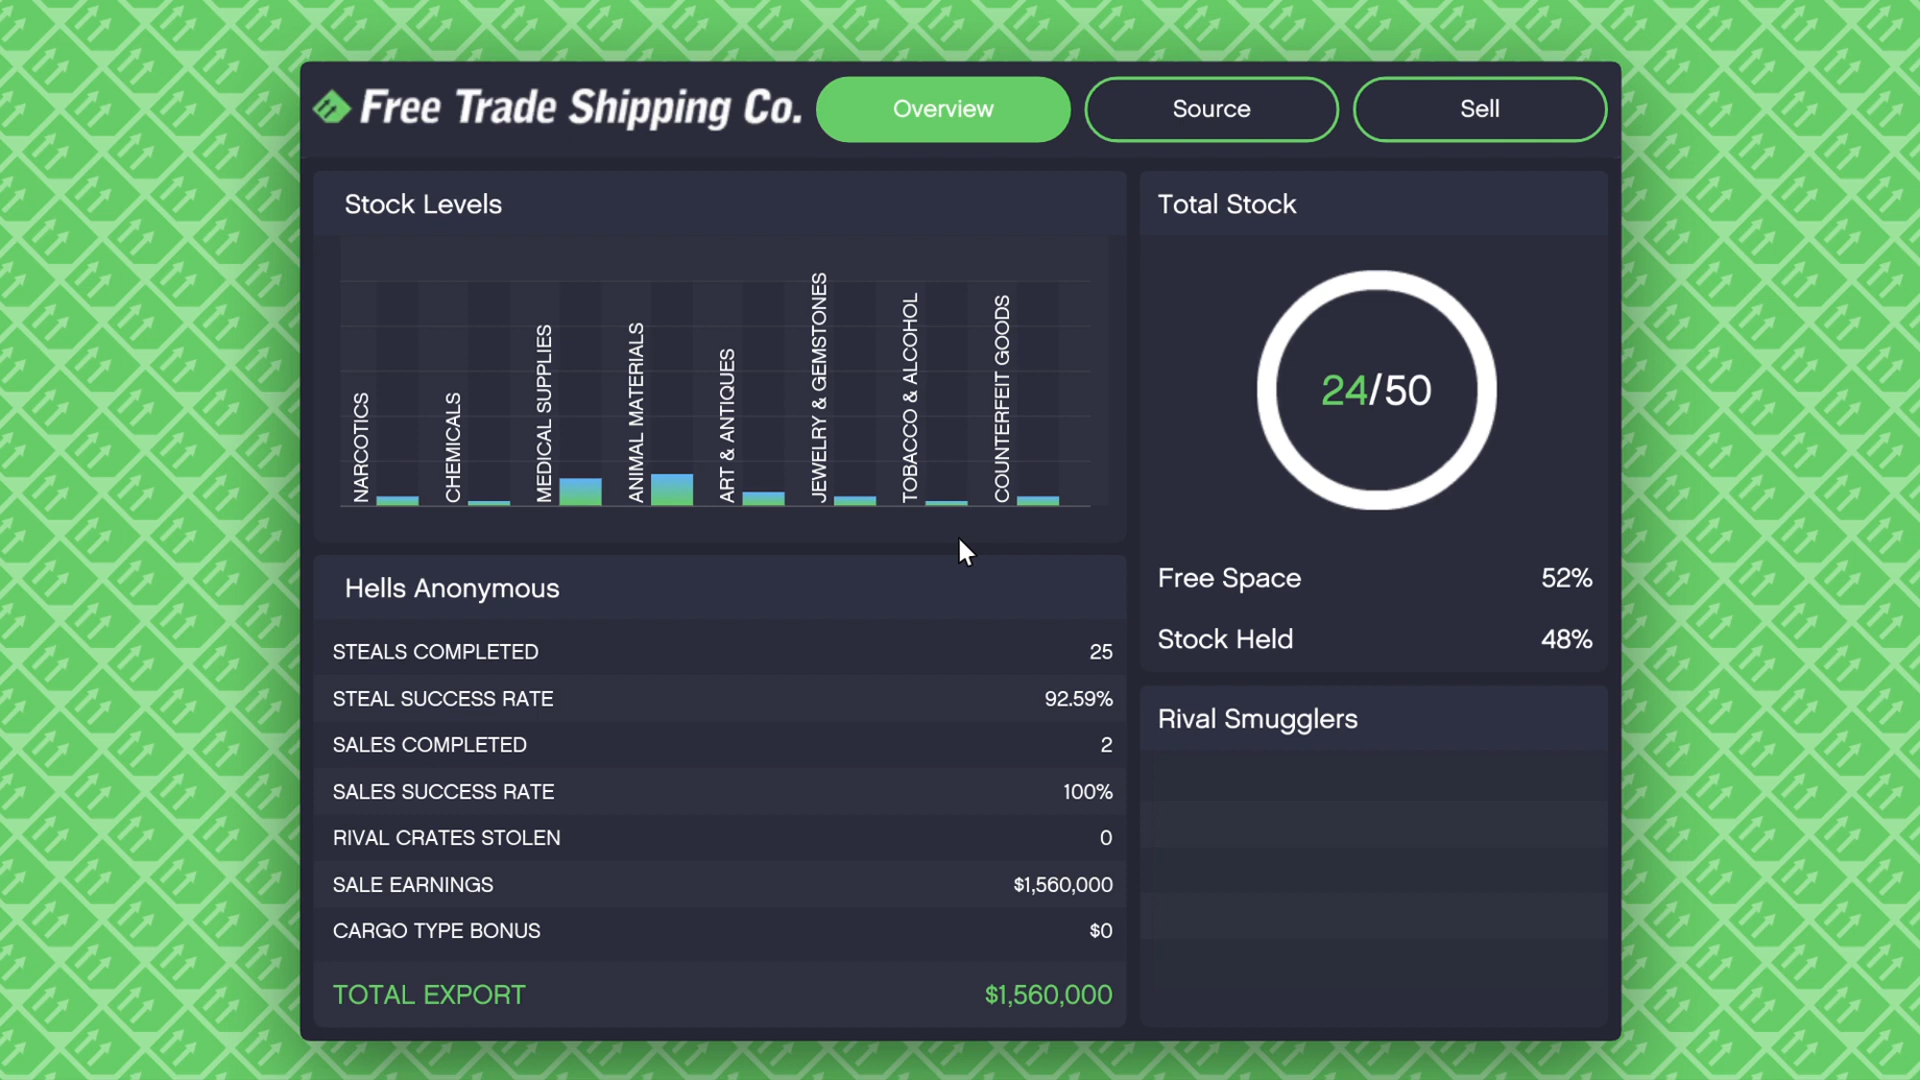 Free Trade Shipping Co.
Overview
Source
Sell
Stock Levels
NARCOTICS
CHEMICALS
MEDICAL SUPPLIES
ANIMAL MATERIALS
ART & ANTIQUES
JEWELRY & GEMSTONES
TOBACCO & ALCOHOL
COUNTERFEIT GOODS
Total Stock
24/50
Free Space 52%
Stock Held 48%
Hells Anonymous
STEALS COMPLETED 25
STEAL SUCCESS RATE 92.59%
SALES COMPLETED 2
SALES SUCCESS RATE 100%
RIVAL CRATES STOLEN 0
SALE EARNINGS $1,560,000
CARGO TYPE BONUS $0
TOTAL EXPORT $1,560,000
Rival Smugglers